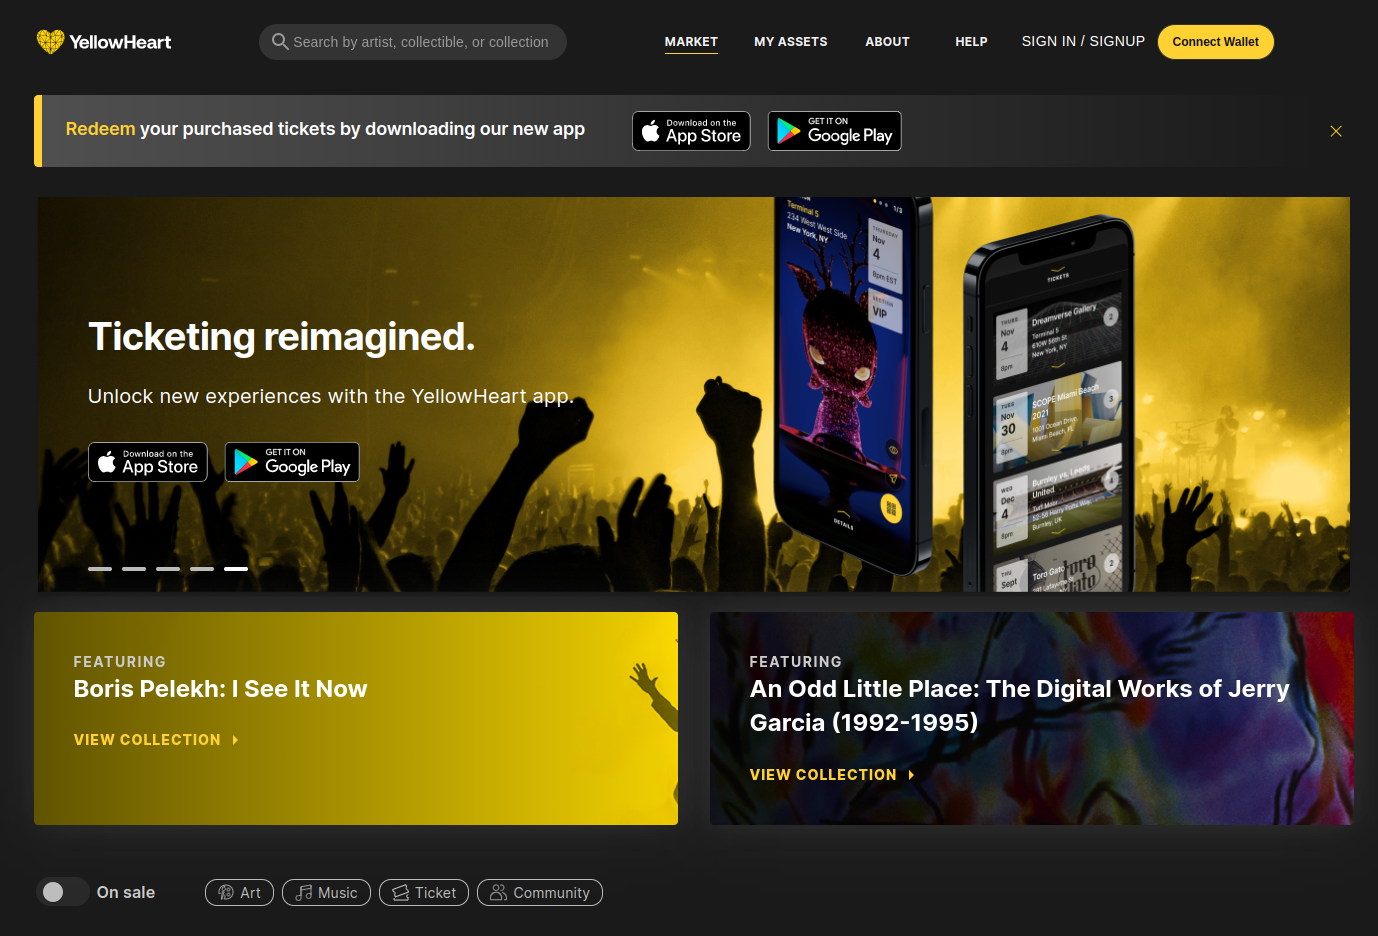 YellowHeart
Search by artist, collectible, or collection
MARKET
MY ASSETS
ABOUT
HELP
SIGN IN / SIGNUP
Connect Wallet
Redeem your purchased tickets by downloading our new app
Download on the
App Store
GET IT ON
Google Play
Ticketing reimagined.
Unlock new experiences with the YellowHeart app.
Download on the
App Store
GET IT ON
Google Play
1/3
Terminal 5
234 West West Side
New York, NY
THURSDAY
Nov
4
8pm EST
SECTION
VIP
DETAILS
TICKETS
THURS
Nov
4
8pm
Dreamverse Gallery
Terminal 5
610W 56th St
New York, NY
2
TUES
Nov
30
8pm
SCOPE Miami Beach
2021
1001 Ocean Drive,
Miami Beach, FL
3
WED
Dec
4
8pm
Burnley vs. Leeds
United
Turf Moor
52-56 Harry Potts Way,
Burnley, UK
THU
Sept
Toro Gato
2
FEATURING
Boris Pelekh: I See It Now
VIEW COLLECTION
FEATURING
An Odd Little Place: The Digital Works of Jerry
Garcia (1992-1995)
VIEW COLLECTION
On sale
Art
Music
Ticket
Community